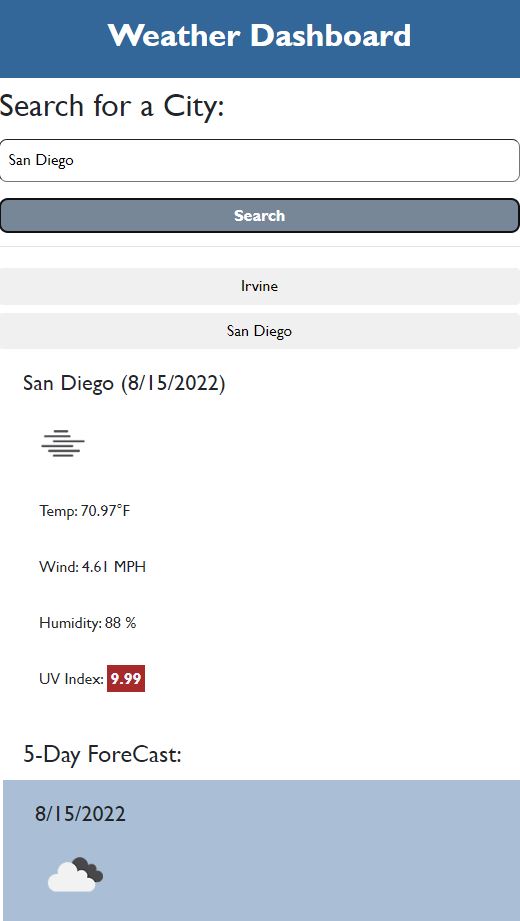 Weather Dashboard
Search for a City:
San Diego
Search
Irvine
San Diego
San Diego (8/15/2022)
Temp: 70.97°F
Wind: 4.61 MPH
Humidity: 88 %
UV Index: 9.99
5-Day ForeCast:
8/15/2022